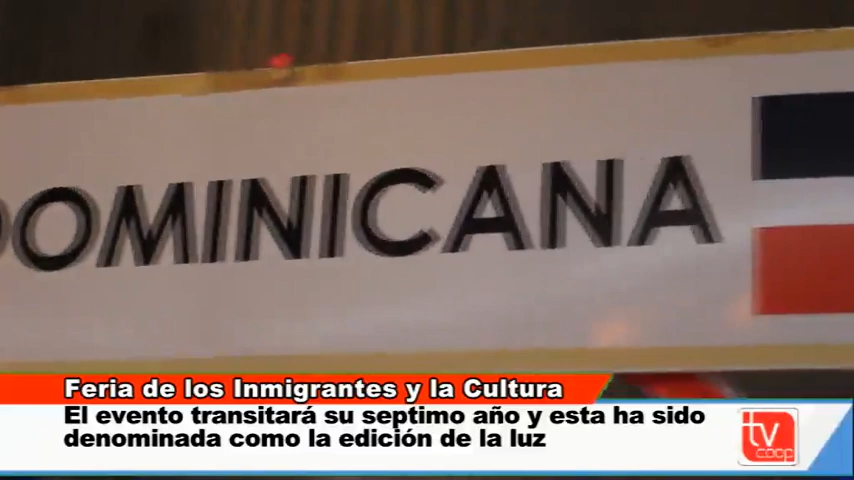 DOMINICANA
Feria de los Inmigrantes y la Cultura
El evento transitará su septimo año y esta ha sido
denominada como la edición de la luz
tv
coop